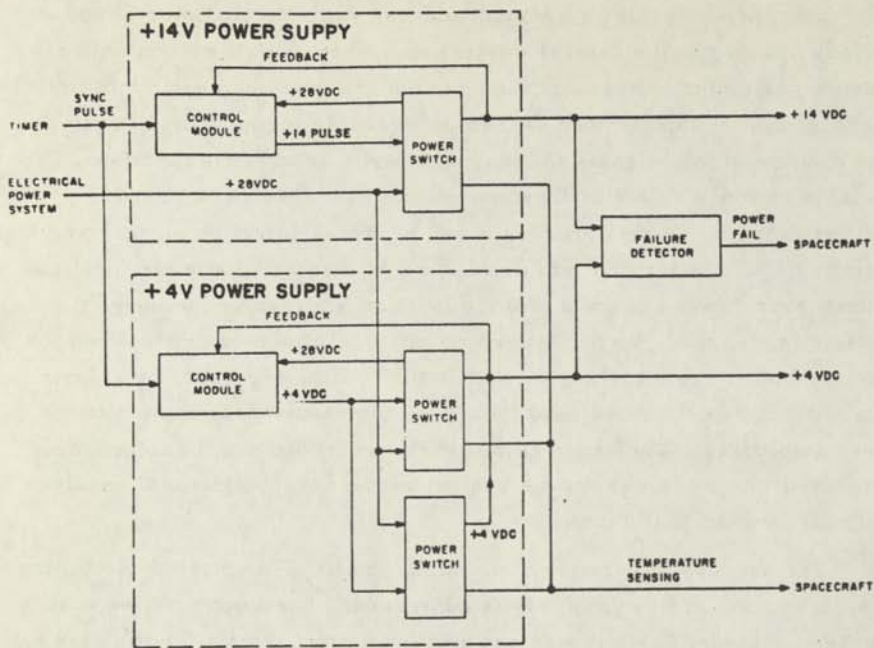 +14V POWER SUPPY
FEEDBACK
SYNC
PULSE
+28VDC
+14 VDC
TIMER
CONTROL
MODULE
+14 PULSE
POWER
SWITCH
ELECTRICAL
POWER
SYSTEM
+28VDC
FAILURE
DETECTOR
POWER
FAIL
SPACECRAFT
+4V POWER SUPPLY
FEEDBACK
+28VDC
CONTROL
MODULE
+4 VDC
POWER
SWITCH
+4 VDC
+4 VDC
POWER
SWITCH
TEMPERATURE
SENSING
SPACECRAFT